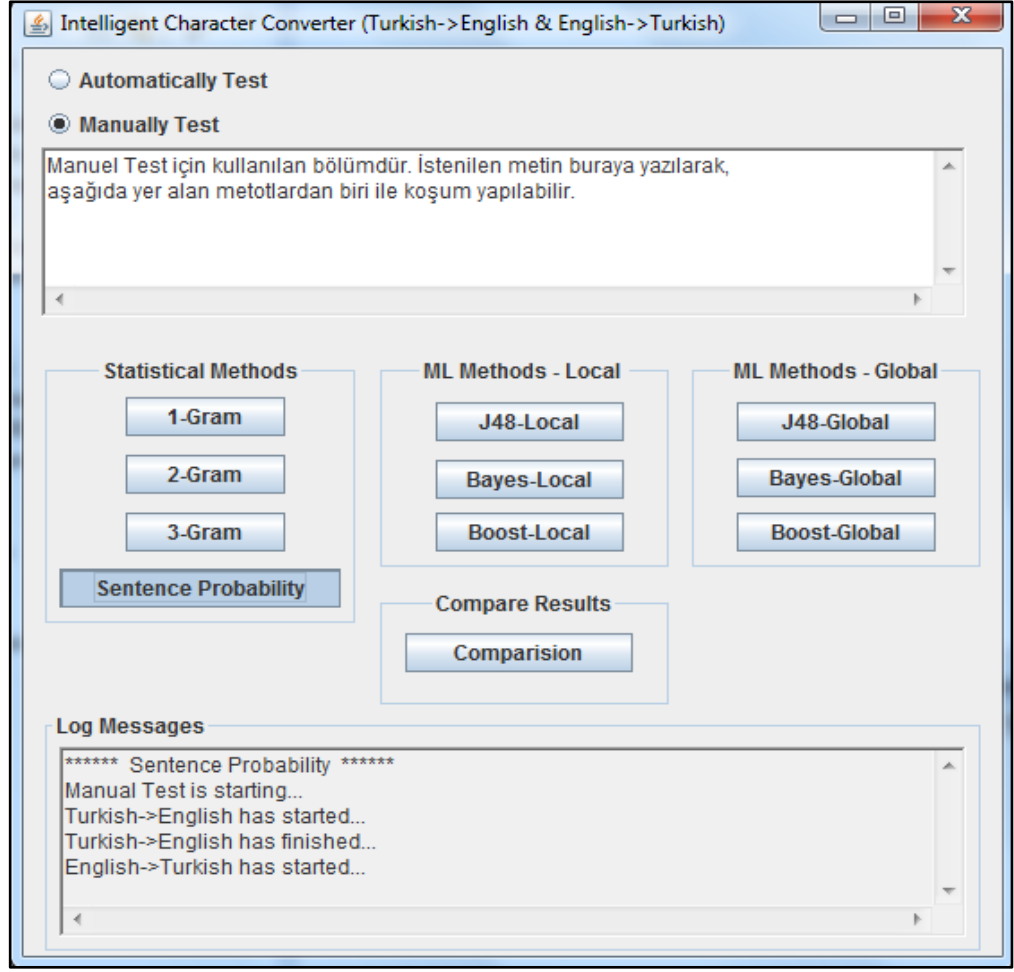 Intelligent Character Converter (Turkish->English & English->Turkish)
Automatically Test
Manually Test
Manuel Test için kullanılan bölümdür. İstenilen metin buraya yazılarak,
aşağıda yer alan metotlardan biri ile koşum yapılabilir.
Statistical Methods
1-Gram
2-Gram
3-Gram
Sentence Probability
ML Methods - Local
J48-Local
Bayes-Local
Boost-Local
ML Methods - Global
J48-Global
Bayes-Global
Boost-Global
Compare Results
Comparision
Log Messages
****** Sentence Probability ******
Manual Test is starting...
Turkish->English has started...
Turkish->English has finished...
English->Turkish has started...